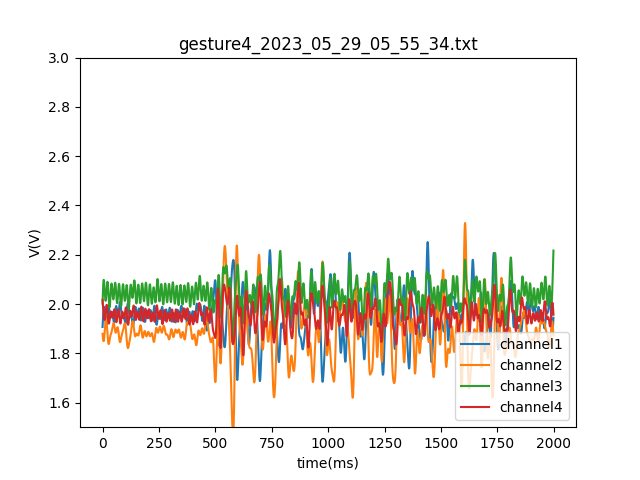 gesture4_2023_05_29_05_55_34.txt
3.0
2.8
2.6
2.4
2.2
2.0
1.8
1.6
V(V)
channel1
channel2
channel3
channel4
0 250 500 750 1000 1250 1500 1750 2000
time(ms)